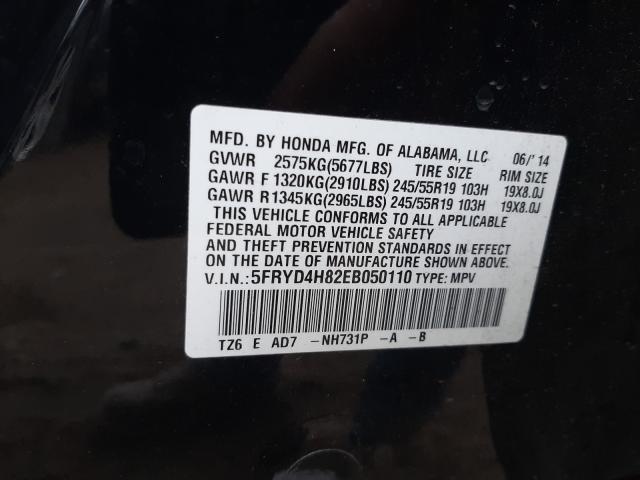 MFD. BY HONDA MFG. OF ALABAMA, LLC 06/'14
GVWR 2575KG(5677LBS) TIRE SIZE RIM SIZE
GAWR F 1320KG(2910LBS) 245/55R19 103H 19X8.0J
GAWR R 1345KG(2965LBS) 245/55R19 103H 19X8.0J
THIS VEHICLE CONFORMS TO ALL APPLICABLE
FEDERAL MOTOR VEHICLE SAFETY
AND THEFT PREVENTION STANDARDS IN EFFECT
ON THE DATE OF MANUFACTURE SHOWN ABOVE.
V.I.N.:5FRYD4H82EB050110 TYPE: MPV
TZ6 E AD7 -NH731P -A -B